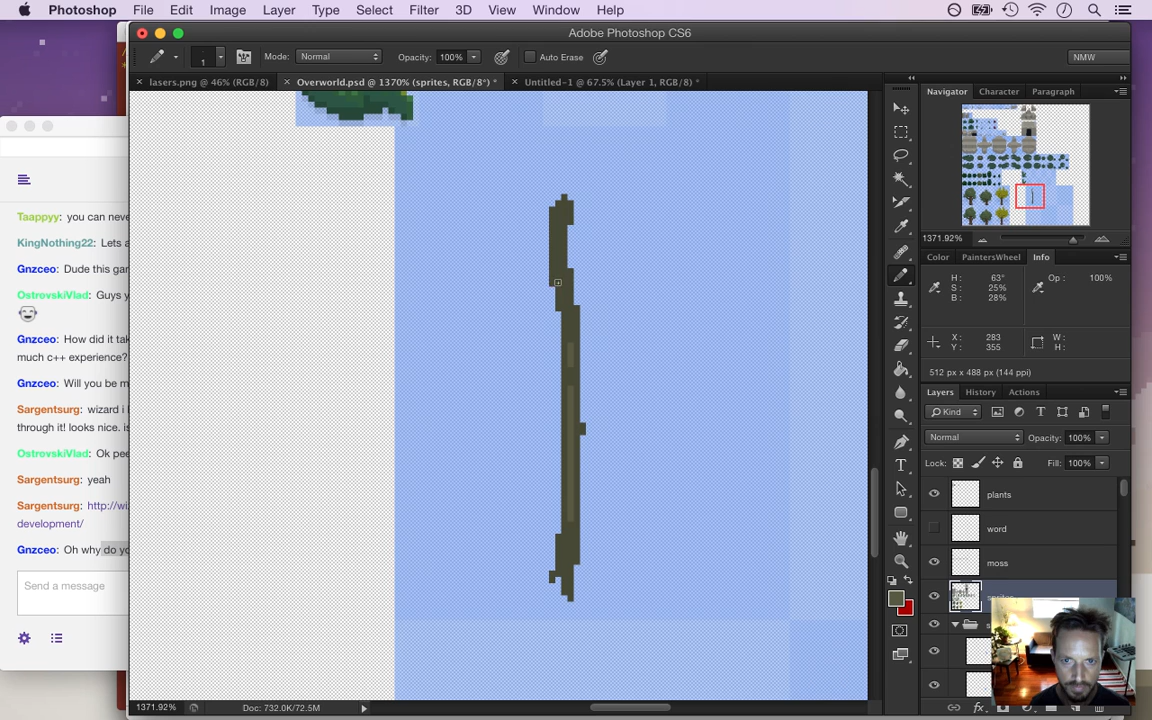 Photoshop File Edit Image Layer Type Select Filter 3D View Window Help
Adobe Photoshop CS6
1 Mode: Normal Opacity: 100% Auto Erase NMW
lasers.png @ 46% (RGB/8) Overworld.psd @ 1370% (sprites, RGB/8*) * Untitled-1 @ 67.5% (Layer 1, RGB/8) *
Navigator Character Paragraph
1371.92%
Color PaintersWheel Info
H: 63° Op: 100%
S: 25%
B: 28%
X: 283 W:
Y: 355 H:
512 px x 488 px (144 ppi)
Layers History Actions
Kind
Normal Opacity: 100%
Lock: Fill: 100%
plants
word
moss
Taappyy: you can neve
KingNothing22: Lets a
Gnzceo: Dude this gar
OstrovskiVlad: Guys y
Gnzceo: How did it tak
much c++ experience?
Gnzceo: Will you be m
Sargentsurg: wizard i l
through it! looks nice. is
OstrovskiVlad: Ok pee
Sargentsurg: yeah
Sargentsurg: http://wi
development/
Gnzceo: Oh why do yo
Send a message
1371.92% Doc: 732.0K/72.5M